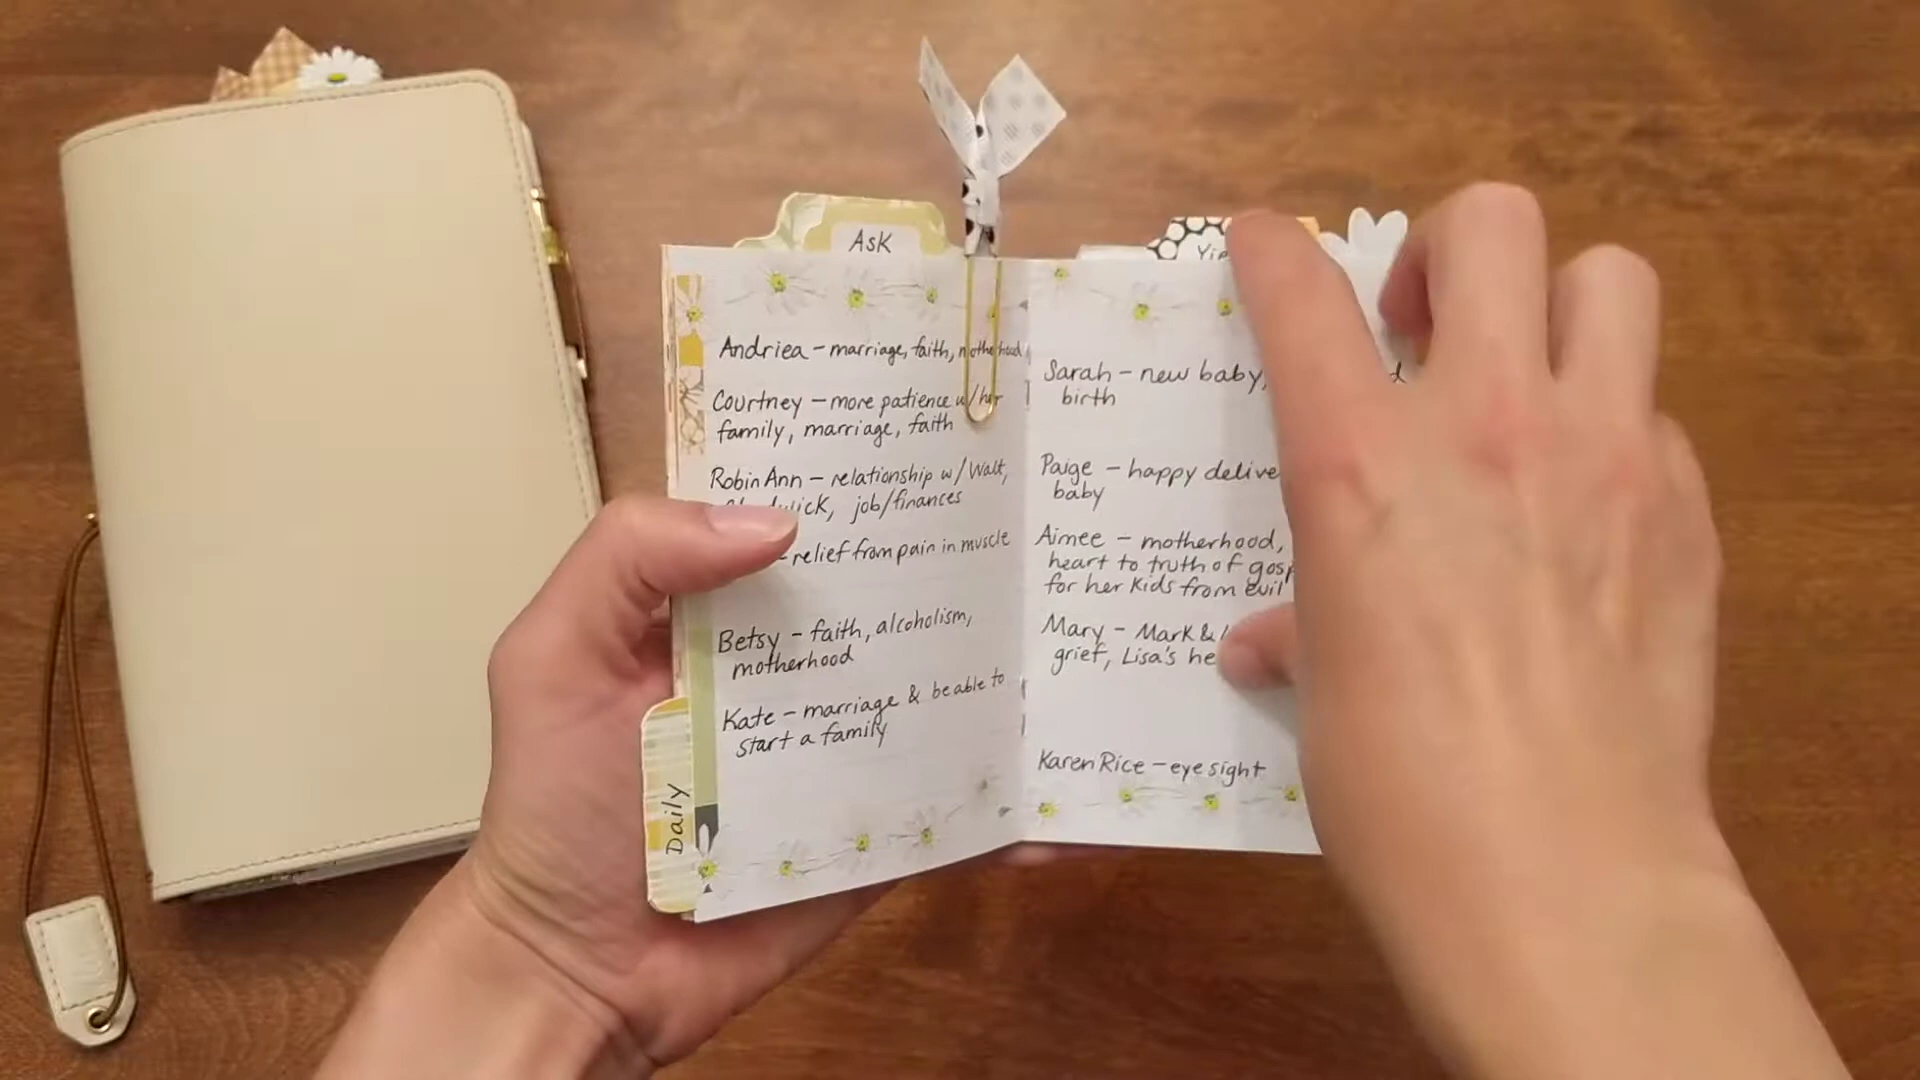 Ask
Andriea - marriage, faith, motherhood
Courtney - more patience w/her
family, marriage, faith
Robin Ann - relationship w/ Walt,
job/finances
- relief from pain in muscle
Betsy - faith, alcoholism,
motherhood
Kate - marriage & be able to
start a family
Daily
Sarah - new baby,
birth
Paige - happy
baby
Aimee - motherhood,
heart to truth of
for her kids from evil
Mary - Mark &
grief, Lisa's
Karen Rice - eye sight